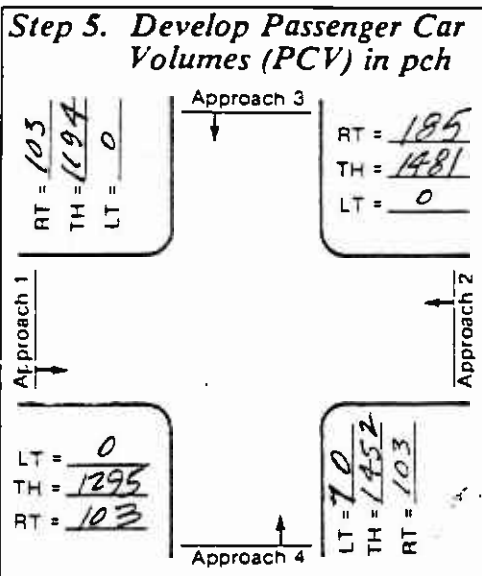 Step 5. Develop Passenger Car
Volumes (PCV) in pch
Approach 3
RT = 103
TH = 1194
LT = 0
RT = 185
TH = 1481
LT = 0
Approach 1
Approach 2
LT = 0
TH = 1295
RT = 103
LT = 70
TH = 1452
RT = 103
Approach 4